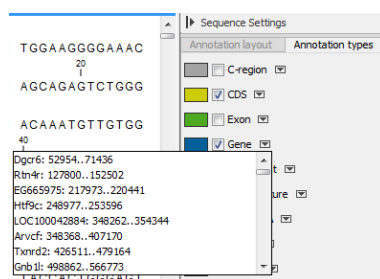 Sequence Settings
Annotation layout Annotation types
TGGAAGGGGAAAC
20
C-region
AGCAGAGTCTGGG
CDS
ACAAATGTTGTGG
Exon
40
Gene
Dgcr6: 52954..71436
Rtn4r: 127800..152502
EG665975: 217973..220441
Htf9c: 248977..253596
LOC100042884: 348262..354344
Arvcf: 348368..407170
Txnrd2: 426511..479164
Gnb1l: 498862...566773
t
ure